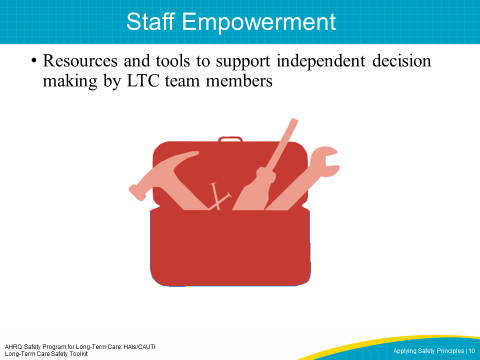 Staff Empowerment
• Resources and tools to support independent decision
making by LTC team members
AHRQ Safety Program for Long-Term Care: HAIs/CAUTI
Long-Term Care Safety Toolkit
Applying Safety Principles | 10